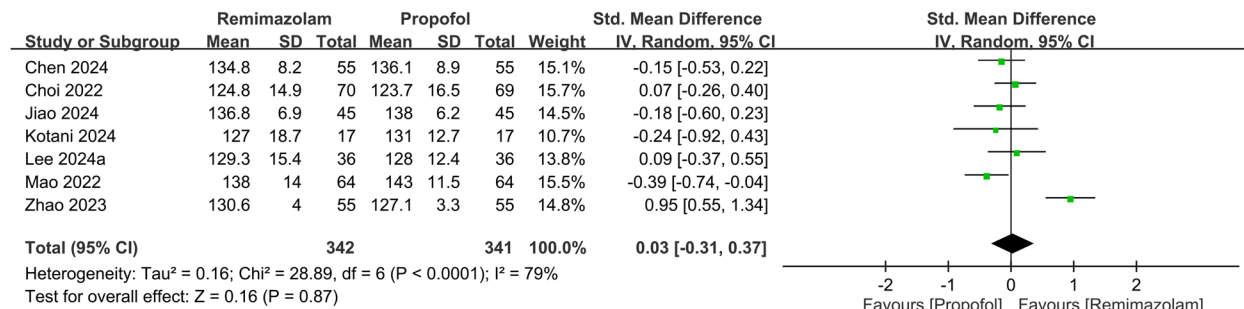 Remimazolam Propofol Std. Mean Difference Std. Mean Difference
Study or Subgroup Mean SD Total Mean SD Total Weight IV, Random, 95% CI IV, Random, 95% CI
Chen 2024 134.8 8.2 55 136.1 8.9 55 15.1% -0.15 [-0.53, 0.22]
Choi 2022 124.8 14.9 70 123.7 16.5 69 15.7% 0.07 [-0.26, 0.40]
Jiao 2024 136.8 6.9 45 138 6.2 45 14.5% -0.18 [-0.60, 0.23]
Kotani 2024 127 18.7 17 131 12.7 17 10.7% -0.24 [-0.92, 0.43]
Lee 2024a 129.3 15.4 36 128 12.4 36 13.8% 0.09 [-0.37, 0.55]
Mao 2022 138 14 64 143 11.5 64 15.5% -0.39 [-0.74, -0.04]
Zhao 2023 130.6 4 55 127.1 3.3 55 14.8% 0.95 [0.55, 1.34]
Total (95% CI) 342 341 100.0% 0.03 [-0.31, 0.37]
Heterogeneity: Tau² = 0.16; Chi² = 28.89, df = 6 (P < 0.0001); I² = 79%
Test for overall effect: Z = 0.16 (P = 0.87)
-2 -1 0 1 2
Favours [Propofol] Favours [Remimazolam]